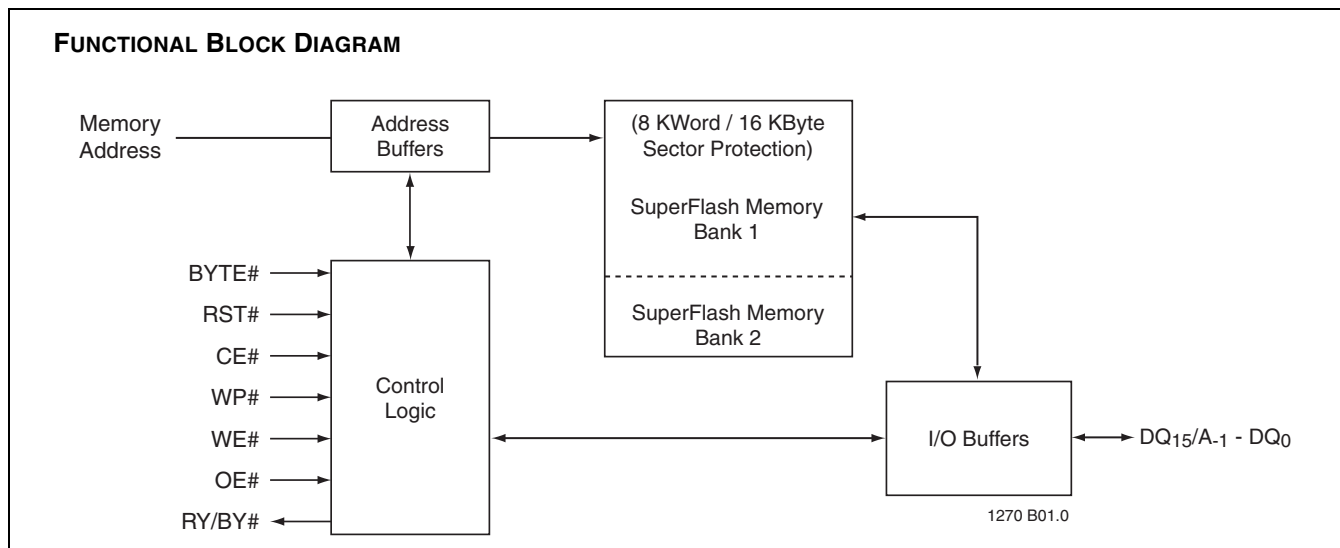 FUNCTIONAL BLOCK DIAGRAM
Memory
Address
Address
Buffers
(8 KWord / 16 KByte
Sector Protection)
SuperFlash Memory
Bank 1
SuperFlash Memory
Bank 2
BYTE#
RST#
CE#
WP#
WE#
OE#
RY/BY#
Control
Logic
I/O Buffers
DQ15/A-1 - DQ0
1270 B01.0